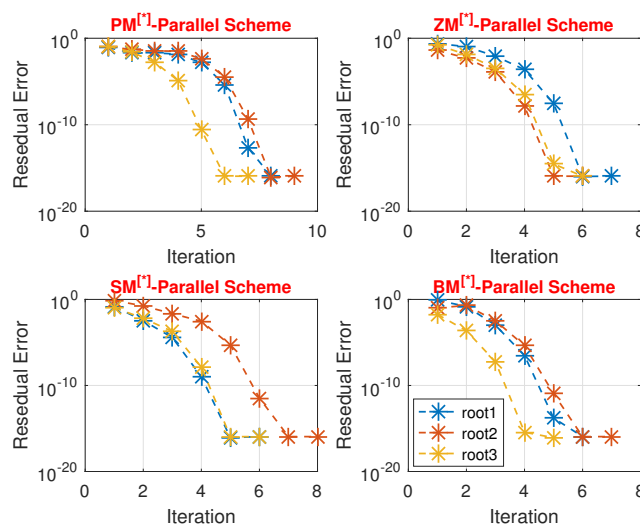 PM[*]-Parallel Scheme
Resedual Error
10^0
10^-10
10^-20
0 5 10
Iteration
ZM[*]-Parallel Scheme
Resedual Error
10^0
10^-10
10^-20
0 2 4 6 8
Iteration
SM[*]-Parallel Scheme
Resedual Error
10^0
10^-10
10^-20
0 2 4 6 8
Iteration
BM[*]-Parallel Scheme
Resedual Error
10^0
10^-10
10^-20
root1
root2
root3
0 2 4 6 8
Iteration